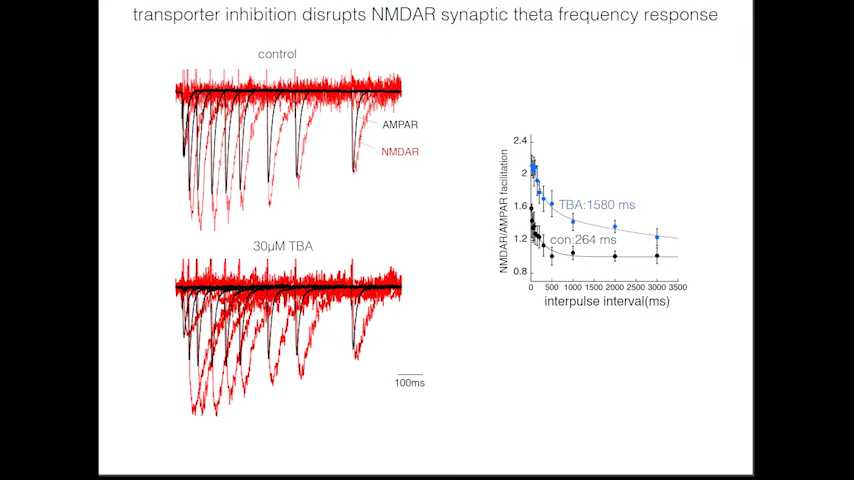 transporter inhibition disrupts NMDAR synaptic theta frequency response
control
AMPAR
NMDAR
30µM TBA
100ms
NMDAR/AMPAR facilitation
2.4
2
1.6
1.2
0.8
TBA:1580 ms
con:264 ms
0 500 1000 1500 2000 2500 3000 3500
interpulse interval(ms)